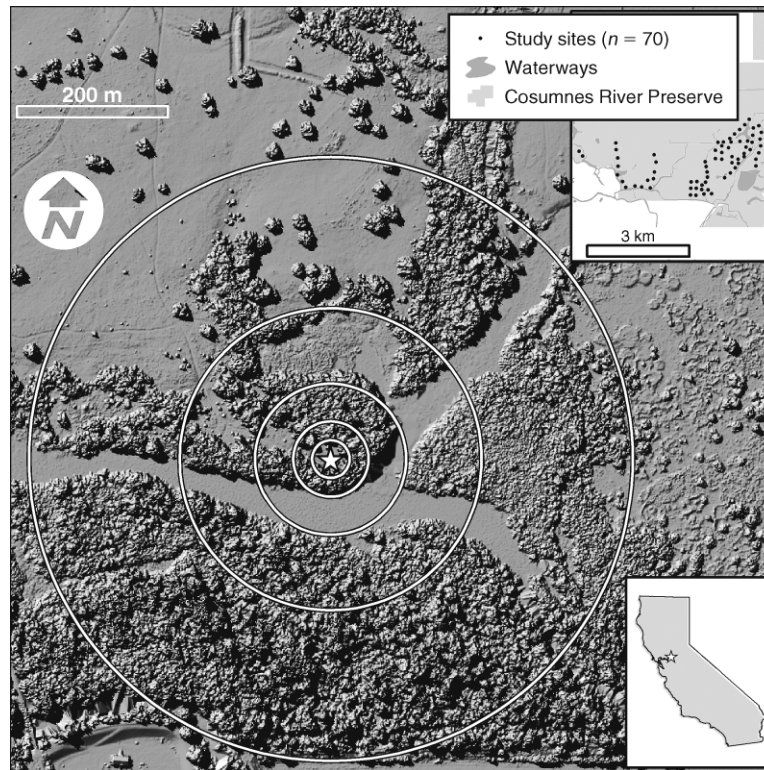 Study sites (n = 70)
Waterways
Cosumnes River Preserve
200 m
N
3 km